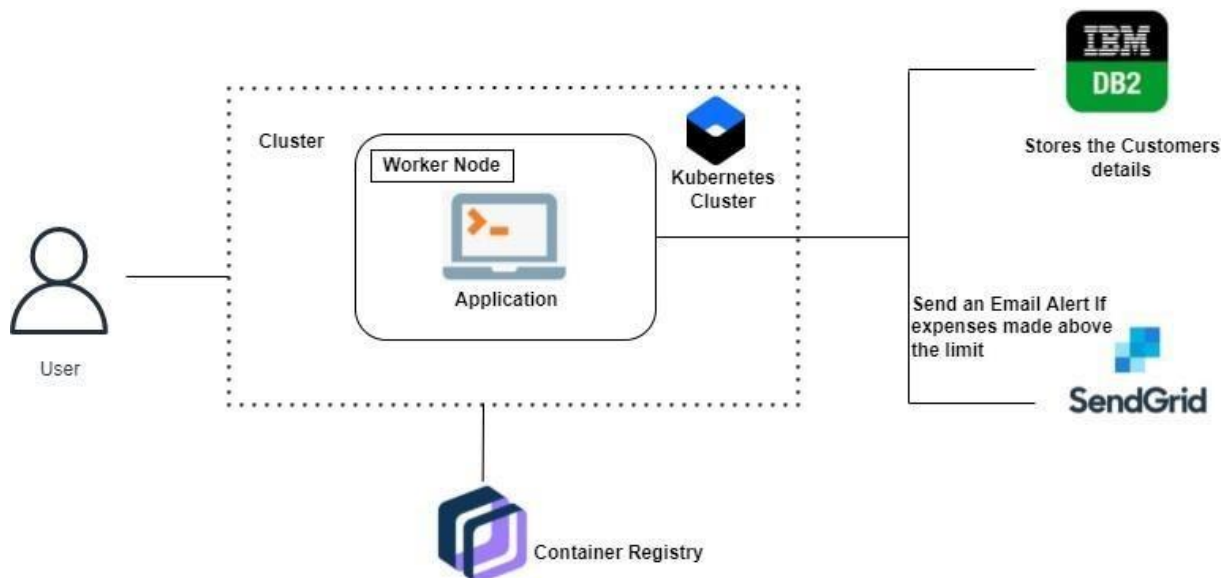 IBM
DB2
Stores the Customers
details
Cluster
Worker Node
Kubernetes
Cluster
Application
User
Send an Email Alert If
expenses made above
the limit
SendGrid
Container Registry